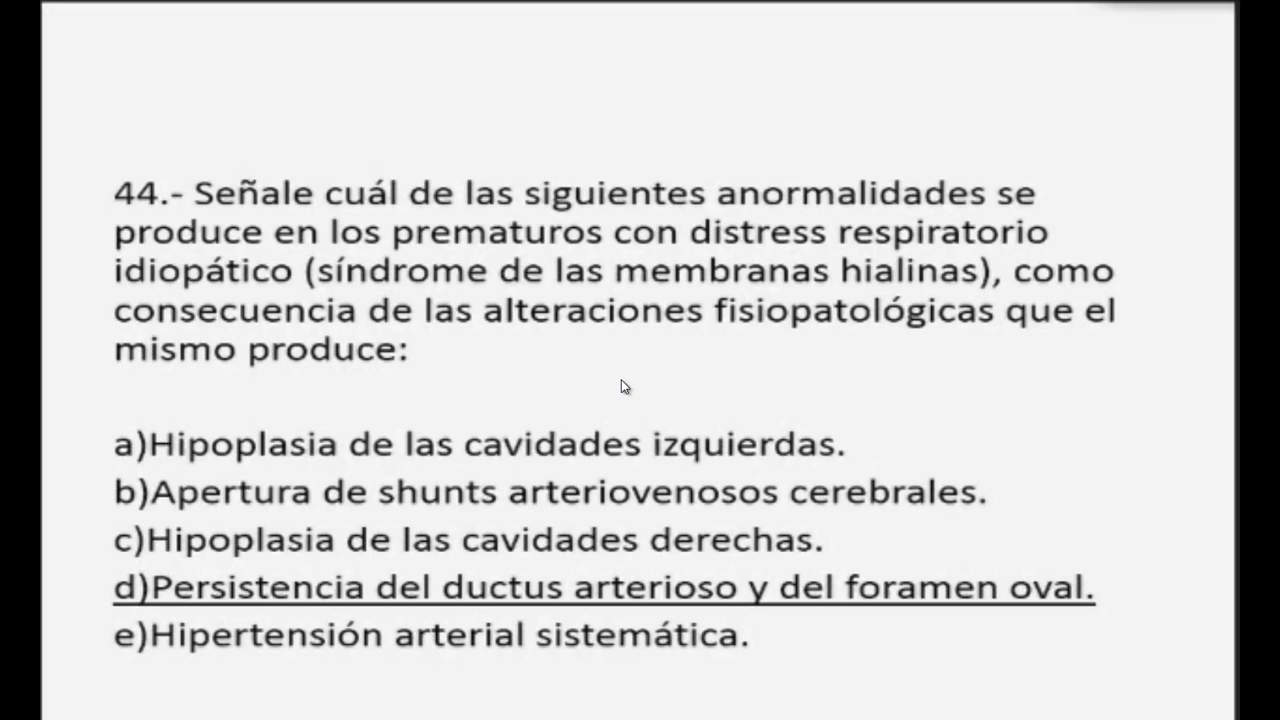 44.- Señale cuál de las siguientes anormalidades se
produce en los prematuros con distress respiratorio
idiopático (síndrome de las membranas hialinas), como
consecuencia de las alteraciones fisiopatológicas que el
mismo produce:
a)Hipoplasia de las cavidades izquierdas.
b)Apertura de shunts arteriovenosos cerebrales.
c)Hipoplasia de las cavidades derechas.
d)Persistencia del ductus arterioso y del foramen oval.
e)Hipertensión arterial sistemática.